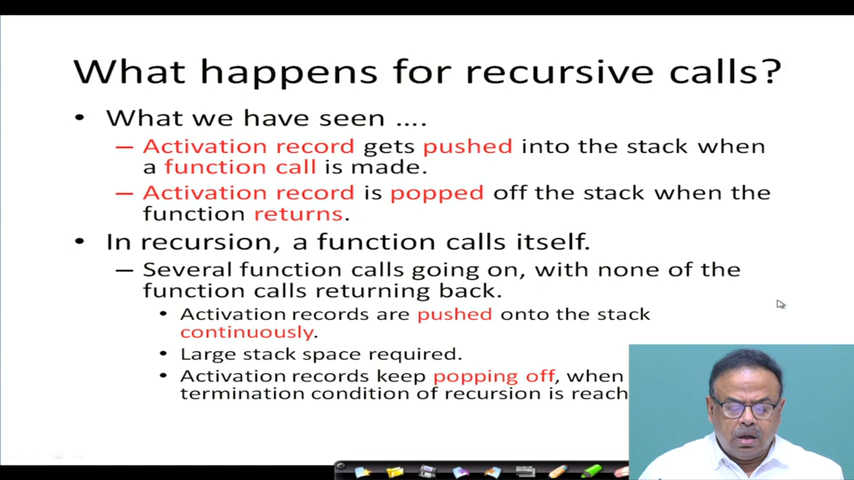 What happens for recursive calls?
• What we have seen ....
– Activation record gets pushed into the stack when
a function call is made.
– Activation record is popped off the stack when the
function returns.
• In recursion, a function calls itself.
– Several function calls going on, with none of the
function calls returning back.
• Activation records are pushed onto the stack
continuously.
• Large stack space required.
• Activation records keep popping off, when
termination condition of recursion is reach